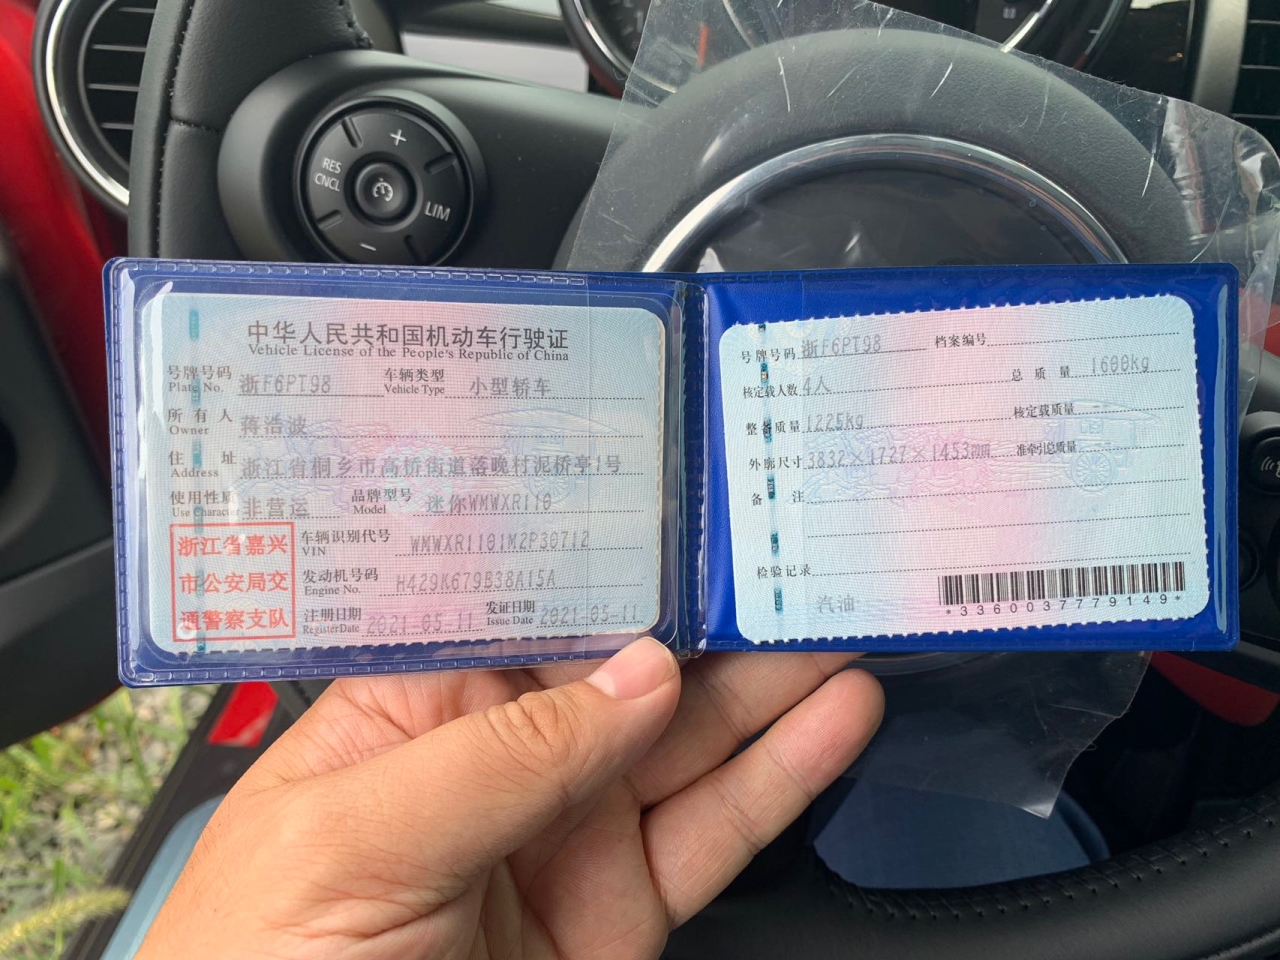 RES
CNCL
LIM
中华人民共和国机动车行驶证
Vehicle License of the People's Republic of China
号牌号码 浙F6PT98 车辆类型 小型轿车
Plate No. Vehicle Type
所有人 蒋浩波
Owner
住址 浙江省桐乡市高桥街道落晚村泥桥亭1号
Address
使用性质 非营运 品牌型号 迷你WMWXR110
Use Character Model
浙江省嘉兴
市公安局交
通警察支队
车辆识别代号 WMWXR1101M2P30712
VIN
发动机号码 H429K679B38A15A
Engine No.
注册日期 2021-05-11 发证日期 2021-05-11
Register Date Issue Date
号牌号码 浙F6PT98 档案编号
核定载人数 4人 总质量 1600kg
整备质量 1225kg 核定载质量 --
外廓尺寸 3832×1727×1453mm 准牵引总质量 --
备注
检验记录
汽油
*3360037779149*